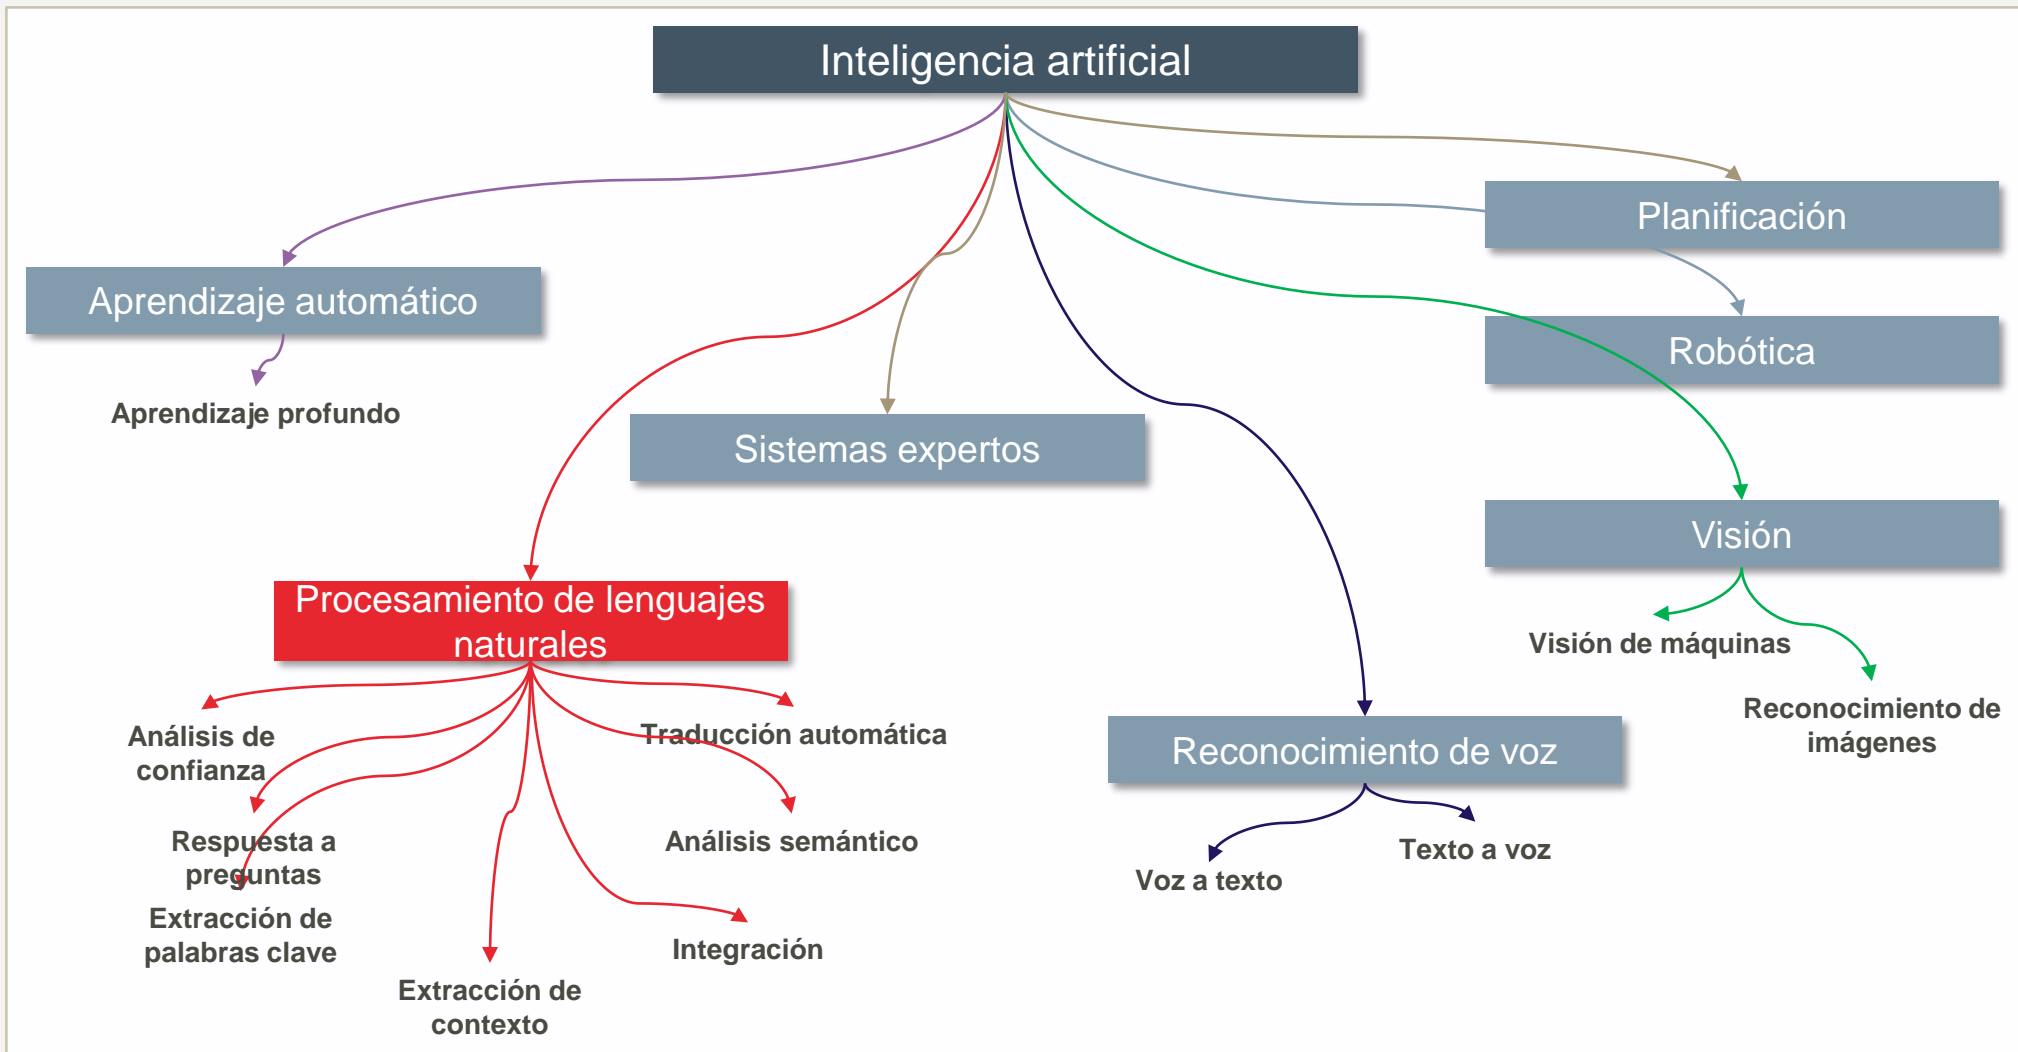 Inteligencia artificial
Planificación
Aprendizaje automático
Robótica
Aprendizaje profundo
Sistemas expertos
Visión
Procesamiento de lenguajes
naturales
Visión de máquinas
Reconocimiento de
imágenes
Análisis de
confianza
Traducción automática
Reconocimiento de voz
Respuesta a
preguntas
Análisis semántico
Texto a voz
Voz a texto
Extracción de
palabras clave
Integración
Extracción de
contexto